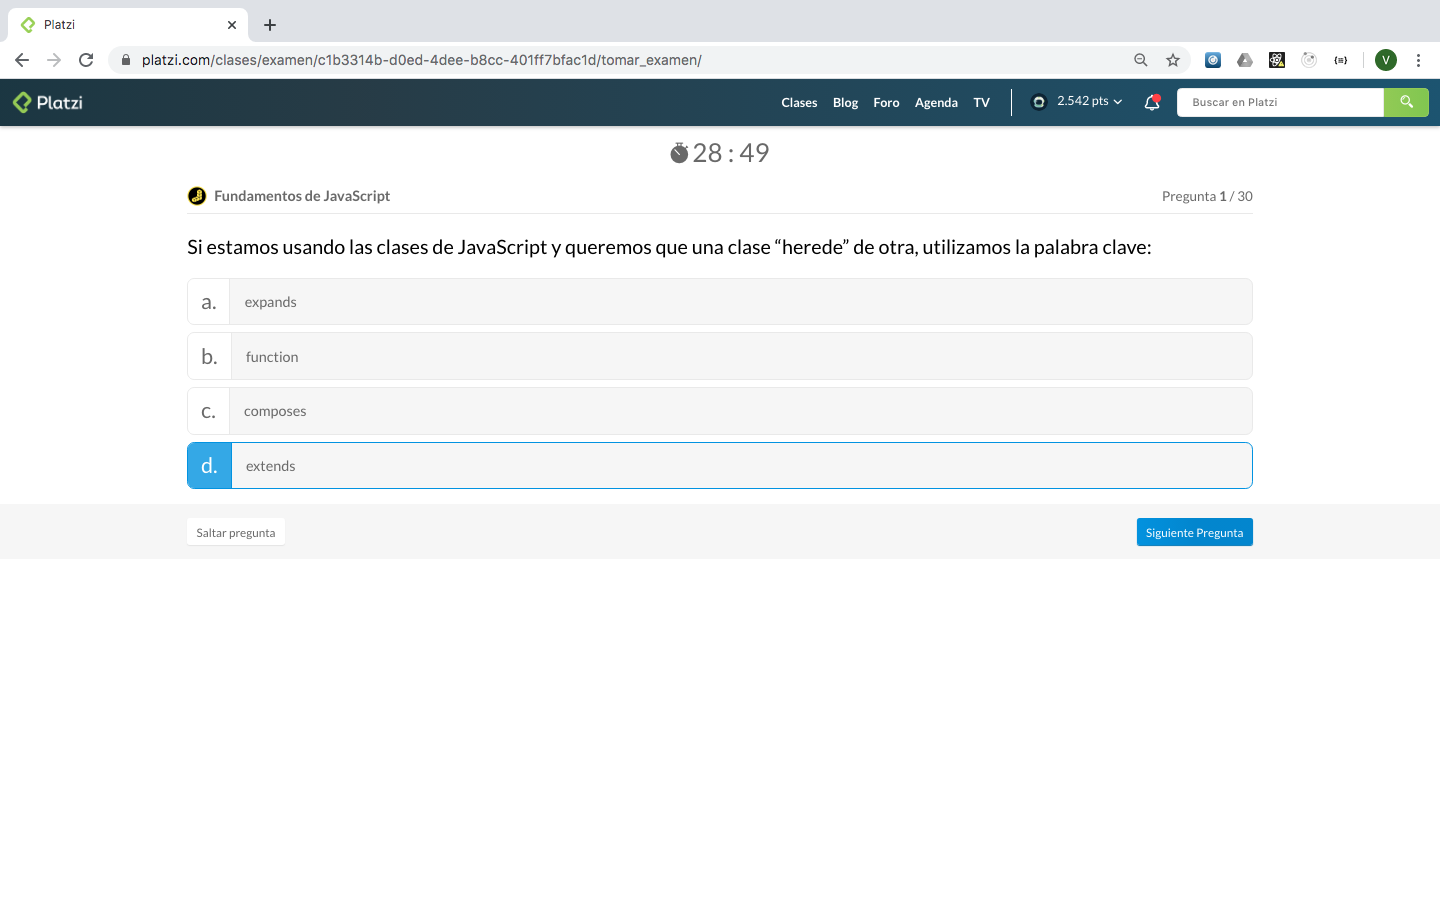 Platzi
platzi.com/clases/examen/c1b3314b-d0ed-4dee-b8cc-401ff7bfac1d/tomar_examen/
V
Platzi
Clases Blog Foro Agenda TV 2.542 pts Buscar en Platzi
28 : 49
Fundamentos de JavaScript Pregunta 1 / 30
Si estamos usando las clases de JavaScript y queremos que una clase “herede” de otra, utilizamos la palabra clave:
a. expands
b. function
c. composes
d. extends
Saltar pregunta Siguiente Pregunta